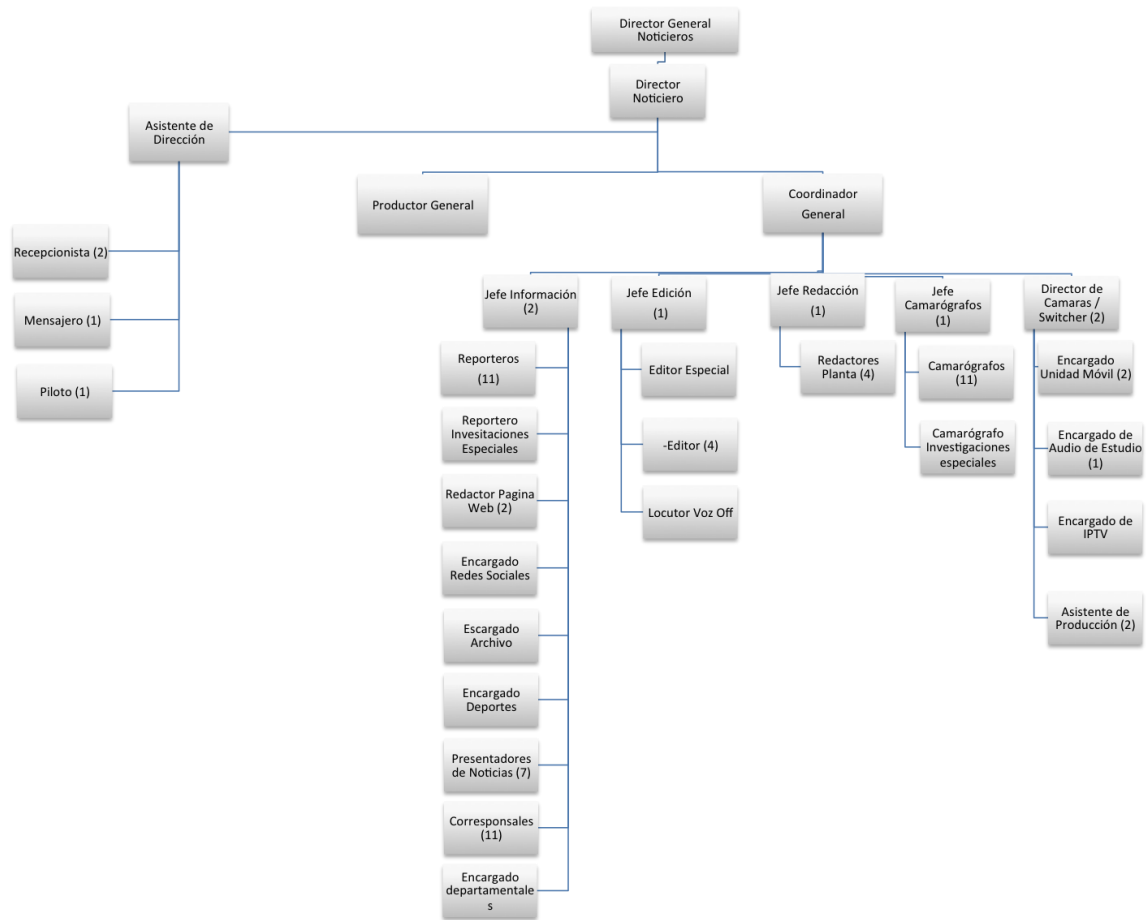 Director General
Noticieros
Director
Noticiero
Asistente de
Dirección
Productor General
Coordinador
General
Recepcionista (2)
Mensajero (1)
Piloto (1)
Jefe Información
(2)
Reporteros
(11)
Reportero
Invesitaciones
Especiales
Redactor Pagina
Web (2)
Encargado
Redes Sociales
Escargado
Archivo
Encargado
Deportes
Presentadores
de Noticias (7)
Corresponsales
(11)
Encargado
departamentale
s
Jefe Edición
(1)
Editor Especial
-Editor (4)
Locutor Voz Off
Jefe Redacción
(1)
Redactores
Planta (4)
Jefe
Camarógrafos
(1)
Camarógrafos
(11)
Camarógrafo
Investigaciones
especiales
Director de
Camaras /
Switcher (2)
Encargado
Unidad Móvil (2)
Encargado de
Audio de Estudio
(1)
Encargado de
IPTV
Asistente de
Producción (2)